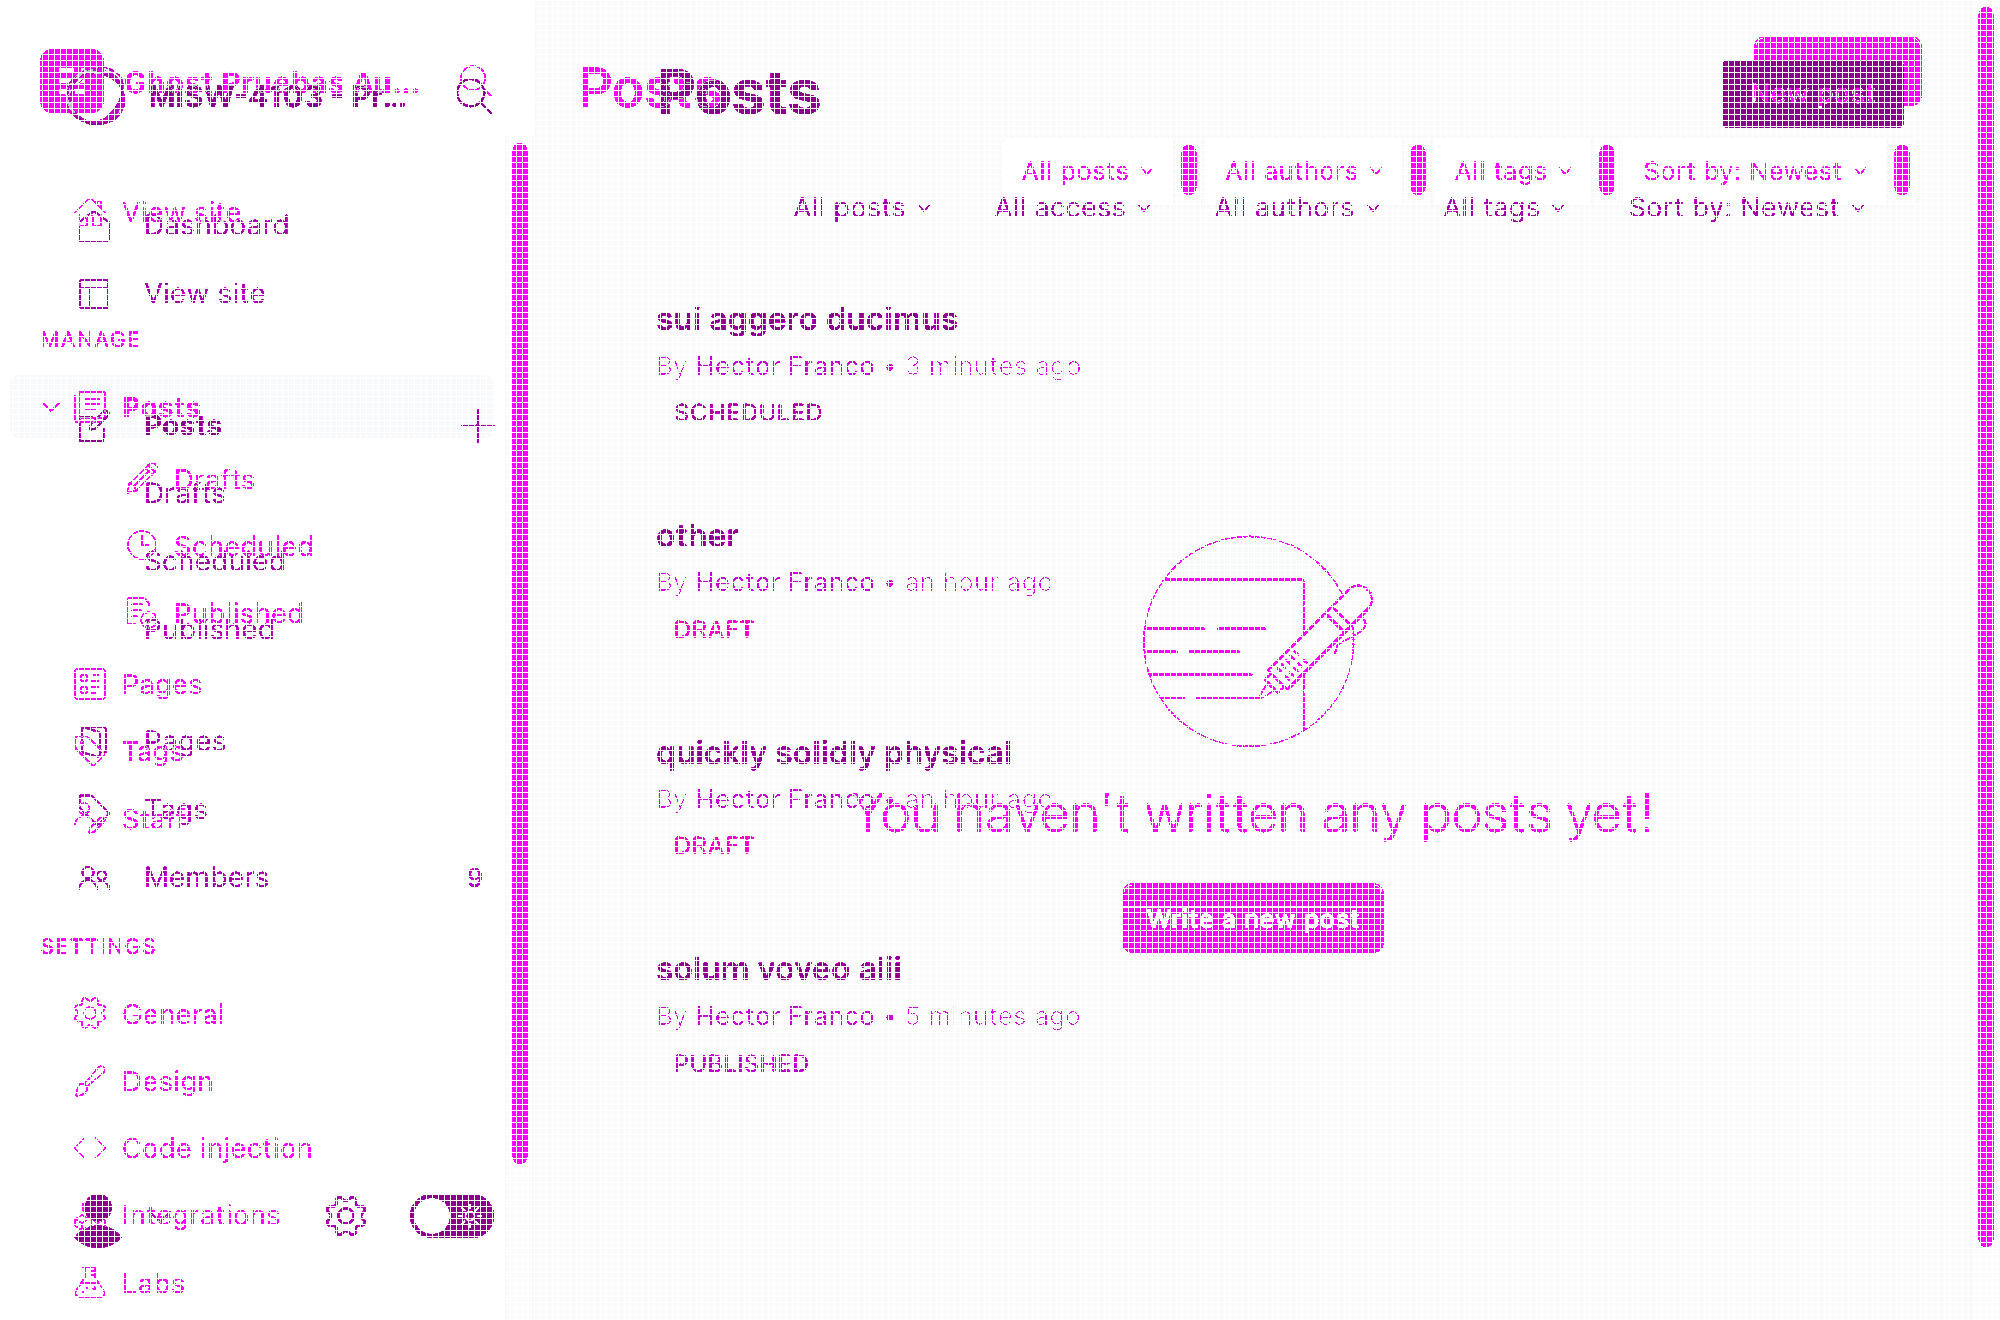 Ghost Pruebas Au...
MSW-4103 - Pr...
Posts
Posts
New post
All posts
All authors
All tags
Sort by: Newest
All posts
All access
All authors
All tags
Sort by: Newest
View site
Dashboard
View site
MANAGE
Posts
Posts
Drafts
Drafts
Scheduled
Scheduled
Published
Published
Pages
Pages
Tags
Tags
Staff
Members
9
SETTINGS
General
Design
Code injection
Integrations
Labs
sui aggero ducimus
By Hector Franco • 3 minutes ago
SCHEDULED
other
By Hector Franco • an hour ago
DRAFT
quickly solidly physical
By Hector Franco • an hour ago
DRAFT
You haven't written any posts yet!
Write a new post
solum voveo alii
By Hector Franco • 5 minutes ago
PUBLISHED